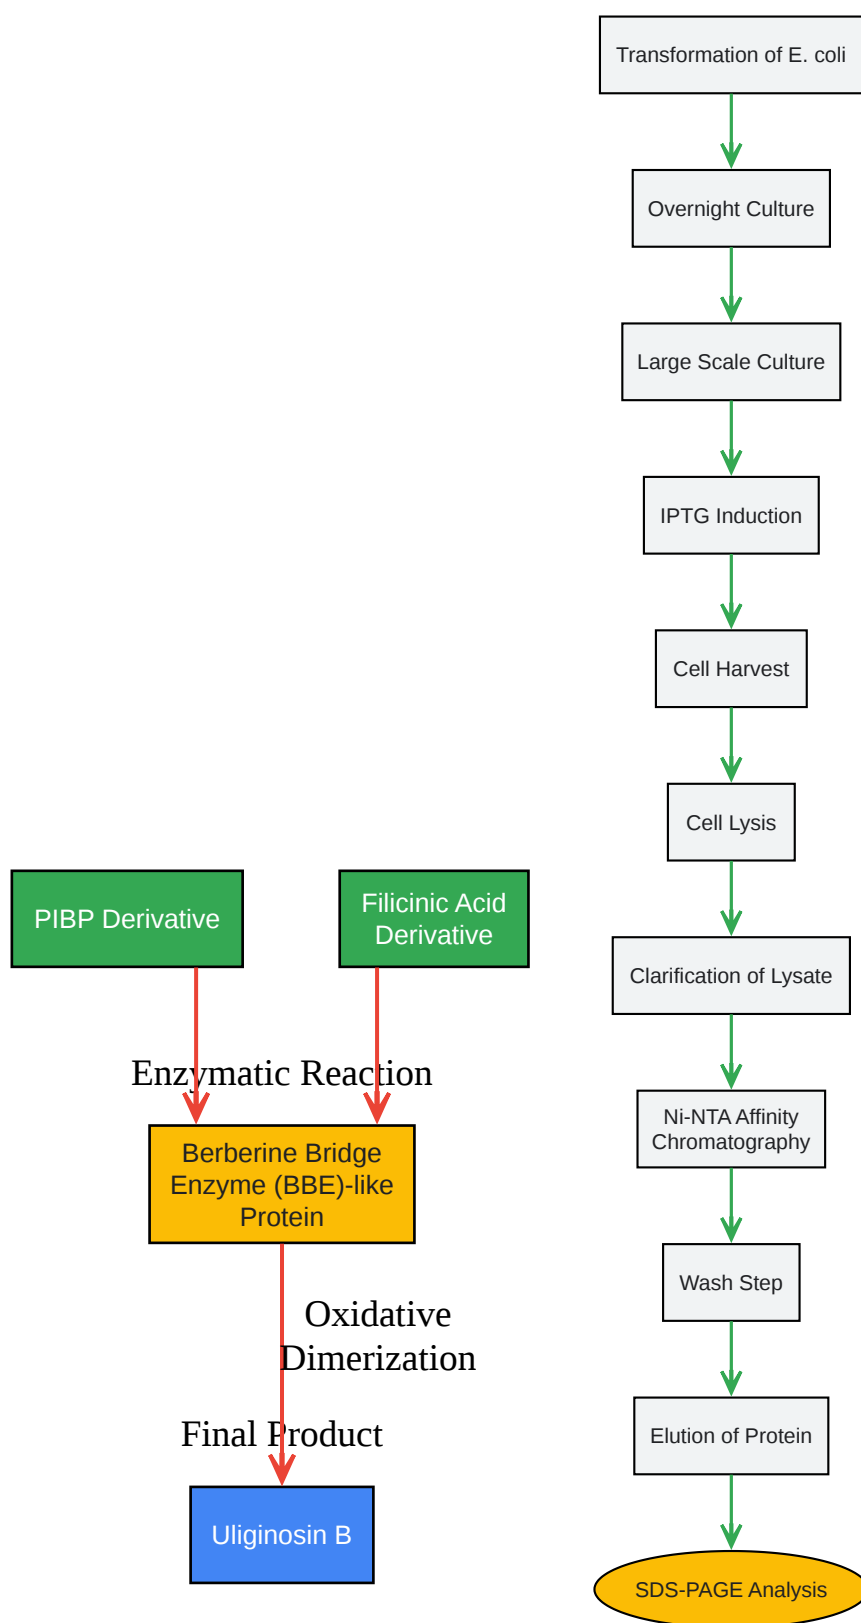 Transformation of E. coli
Overnight Culture
Large Scale Culture
IPTG Induction
Cell Harvest
Cell Lysis
PIBP Derivative
Filicinic Acid
Derivative
Clarification of Lysate
Enzymatic Reaction
Ni-NTA Affinity
Chromatography
Berberine Bridge
Enzyme (BBE)-like
Protein
Wash Step
Oxidative
Dimerization
Final Product
Elution of Protein
Uliginosin B
SDS-PAGE Analysis